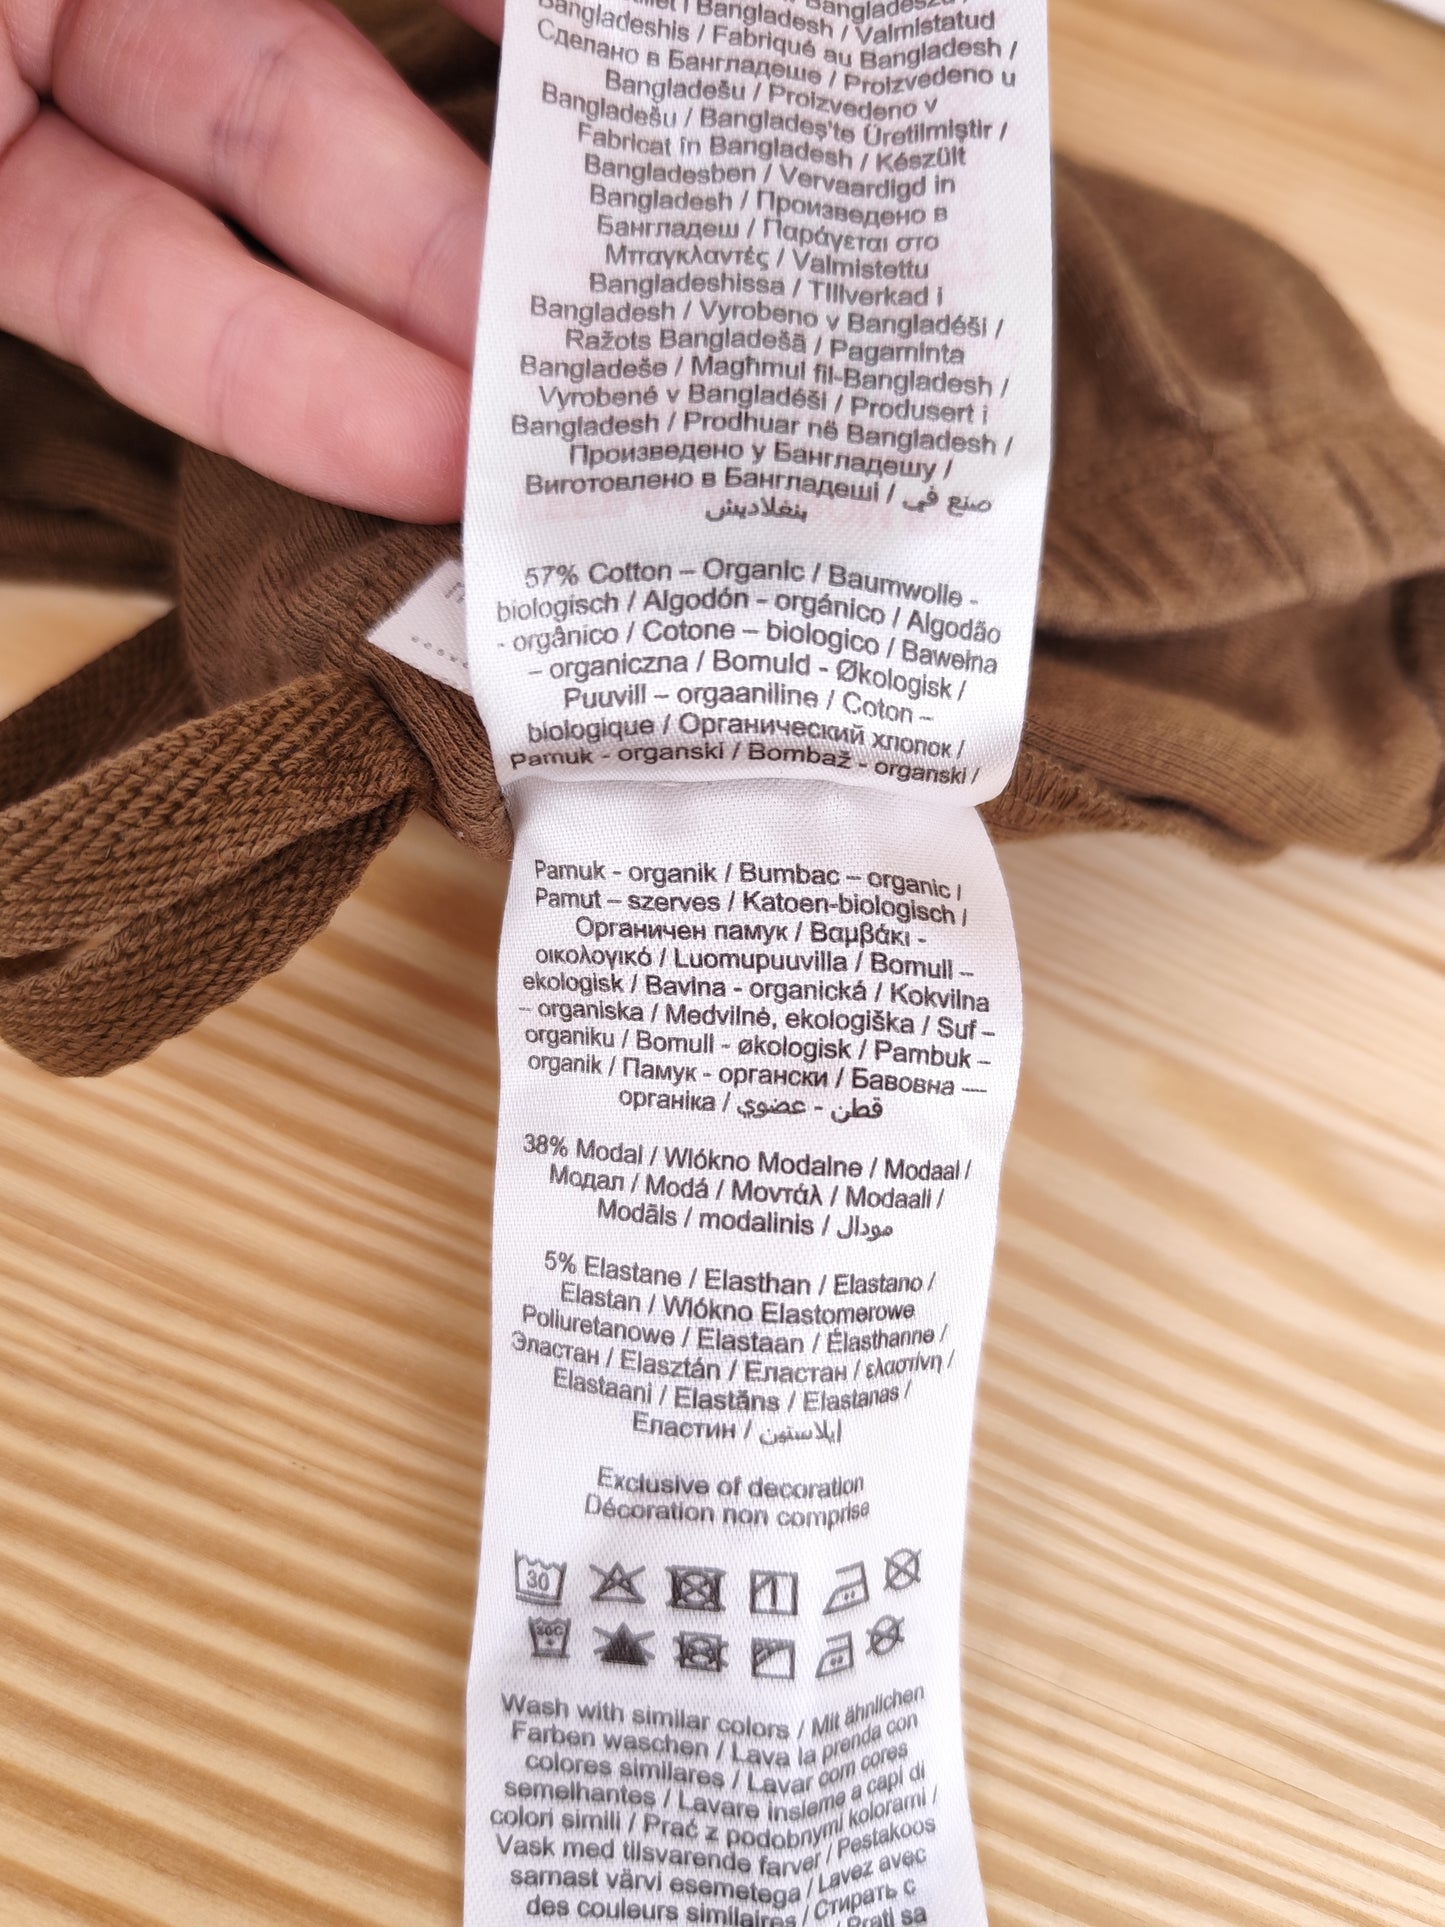 Bangladesh / Valmistatud
Bangladeshis / Fabriqué au Bangladesh /
Сделано в Бангладеше / Proizvedeno u
Bangladešu / Proizvedeno v
Bangladešu / Bangladeş'te Üretilmiştir /
Fabricat în Bangladesh / Készült
Bangladesben / Vervaardigd in
Bangladesh / Произведено в
Бангладеш / Παράγεται στο
Μπαγκλαντές / Valmistettu
Bangladeshissa / Tillverkad i
Bangladesh / Vyrobeno v Bangladéši /
Ražots Bangladešā / Pagaminta
Bangladeše / Magħmul fil-Bangladesh /
Vyrobené v Bangladéši / Produsert i
Bangladesh / Prodhuar në Bangladesh /
Произведено у Бангладешу /
Виготовлено в Бангладеші / صنع في
بنغلاديش
57% Cotton – Organic / Baumwolle -
biologisch / Algodón - orgánico / Algodão
- orgânico / Cotone – biologico / Bawełna
– organiczna / Bomuld - Økologisk /
Puuvill – orgaaniline / Coton –
biologique / Органический хлопок /
Pamuk - organski / Bombaž - organski /
Pamuk - organik / Bumbac – organic /
Pamut – szerves / Katoen-biologisch /
Органичен памук / Βαμβάκι -
οικολογικό / Luomupuuvilla / Bomull –
ekologisk / Bavlna - organická / Kokvilna
– organiska / Medvilnė, ekologiška / Suf –
organiku / Bomull - økologisk / Pambuk –
organik / Памук - органски / Бавовна —
органіка / قطن - عضوي
38% Modal / Włókno Modalne / Modaal /
Модал / Modá / Μοντάλ / Modaali /
Modāls / modalinis / مودال
5% Elastane / Elasthan / Elastano /
Elastan / Włókno Elastomerowe
Poliuretanowe / Elastaan / Élasthanne /
Эластан / Elasztán / Еластан / ελαστίνη /
Elastaani / Elastāns / Elastanas /
Еластин / ايلاستون
Exclusive of decoration
Décoration non comprise
30
30C
Wash with similar colors / Mit ähnlichen
Farben waschen / Lava la prenda con
colores similares / Lavar com cores
semelhantes / Lavare insieme a capi di
colori simili / Prać z podobnymi kolorami /
Vask med tilsvarende farver / Pestakoos
sarnast värvi esemetega / Lavez avec
des couleurs similaires / Стирать с
Prati sa